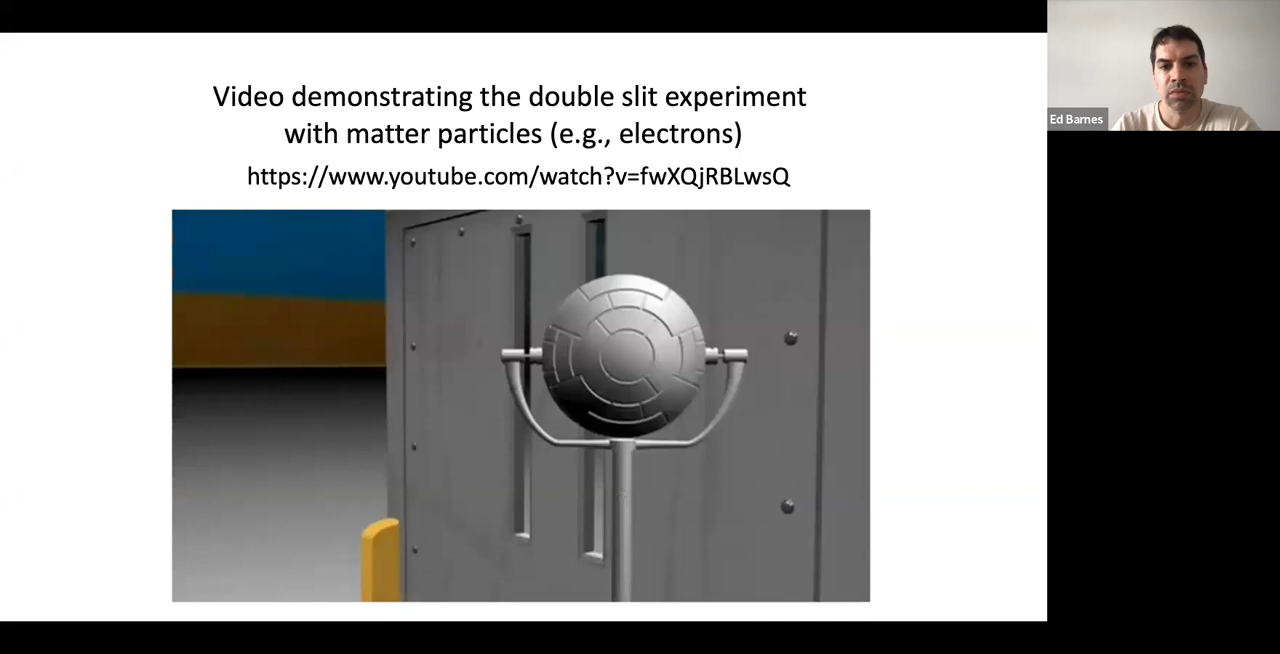 Video demonstrating the double slit experiment
with matter particles (e.g., electrons)
https://www.youtube.com/watch?v=fwXQjRBLwsQ
Ed Barnes